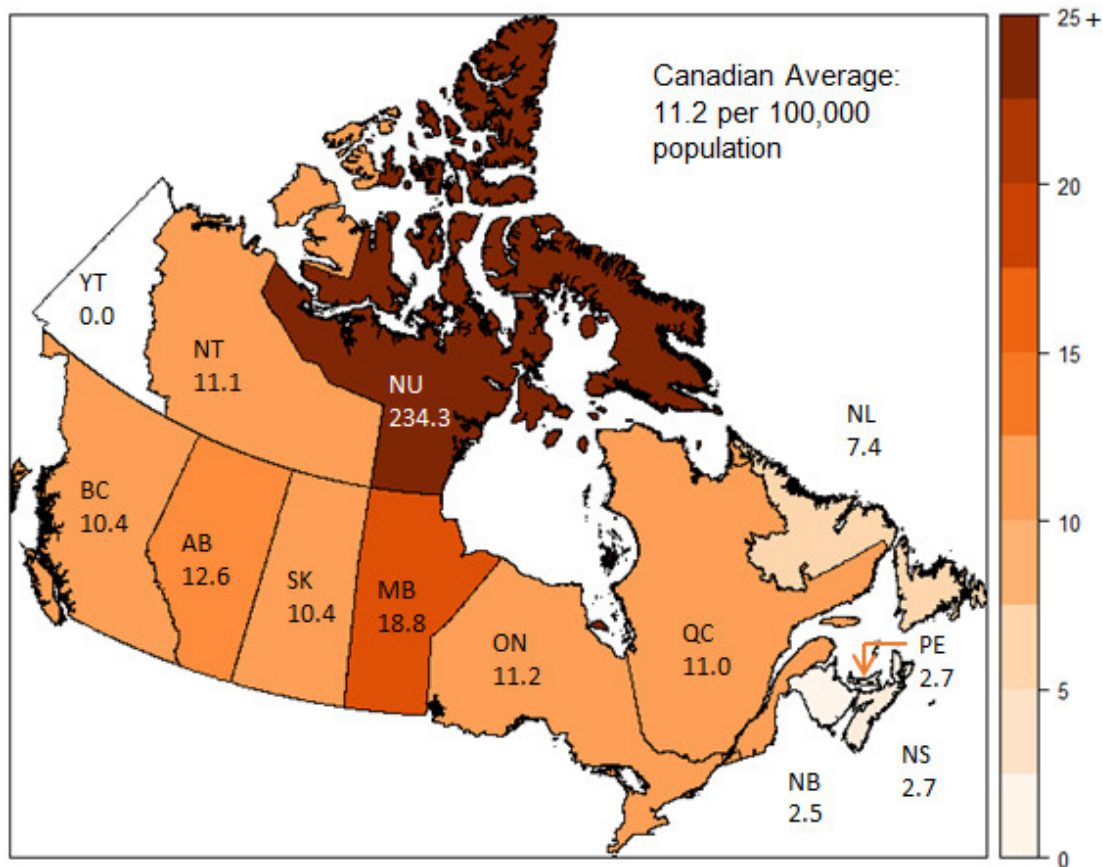 Canadian Average:
11.2 per 100,000
population
25+
20
15
10
5
0
YT
0.0
NT
11.1
NU
234.3
NL
7.4
BC
10.4
AB
12.6
SK
10.4
MB
18.8
ON
11.2
QC
11.0
PE
2.7
NS
2.7
NB
2.5